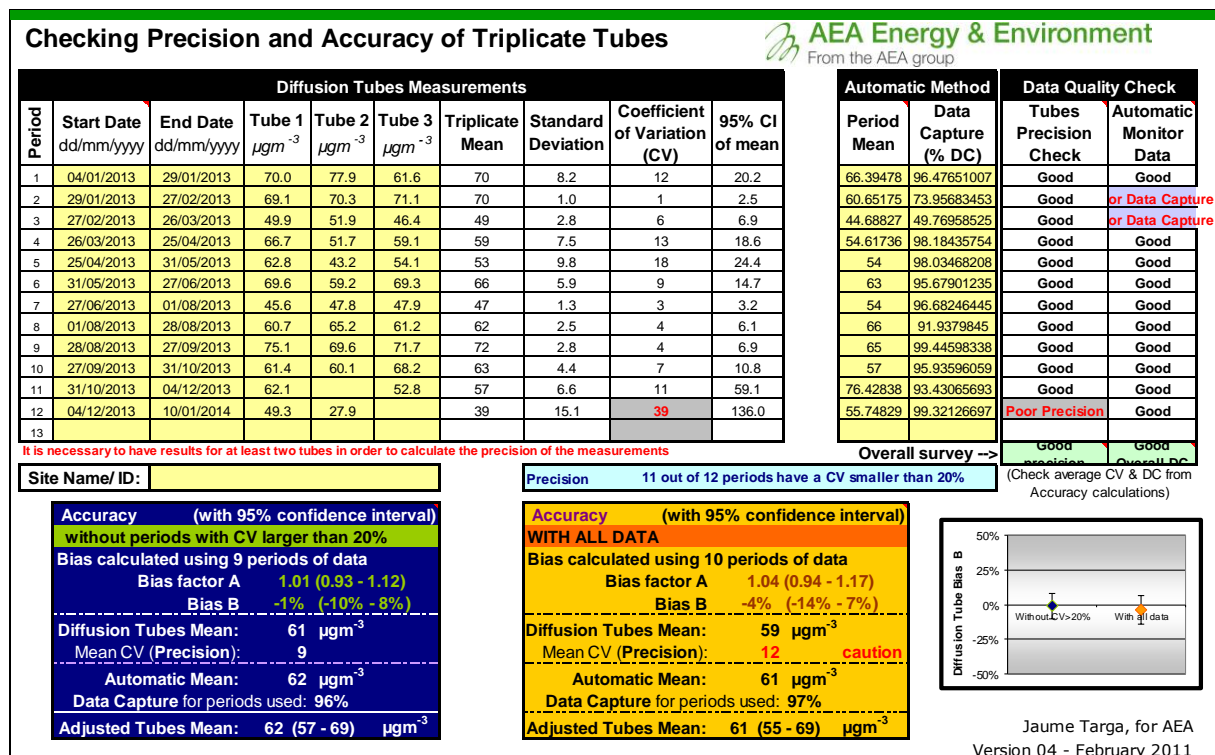 Checking Precision and Accuracy of Triplicate Tubes
AEA Energy & Environment
From the AEA group
Diffusion Tubes Measurements
Automatic Method
Data Quality Check
Period
Start Date dd/mm/yyyy
End Date dd/mm/yyyy
Tube 1 µgm-3
Tube 2 µgm-3
Tube 3 µgm-3
Triplicate Mean
Standard Deviation
Coefficient of Variation (CV)
95% CI of mean
Period Mean
Data Capture (% DC)
Tubes Precision Check
Automatic Monitor Data
1 04/01/2013 29/01/2013 70.0 77.9 61.6 70 8.2 12 20.2 66.39478 96.47651007 Good Good
2 29/01/2013 27/02/2013 69.1 70.3 71.1 70 1.0 1 2.5 60.65175 73.95683453 Good or Data Capture
3 27/02/2013 26/03/2013 49.9 51.9 46.4 49 2.8 6 6.9 44.68827 49.76958525 Good or Data Capture
4 26/03/2013 25/04/2013 66.7 51.7 59.1 59 7.5 13 18.6 54.61736 98.18435754 Good Good
5 25/04/2013 31/05/2013 62.8 43.2 54.1 53 9.8 18 24.4 54 98.03468208 Good Good
6 31/05/2013 27/06/2013 69.6 59.2 69.3 66 5.9 9 14.7 63 95.67901235 Good Good
7 27/06/2013 01/08/2013 45.6 47.8 47.9 47 1.3 3 3.2 54 96.68246445 Good Good
8 01/08/2013 28/08/2013 60.7 65.2 61.2 62 2.5 4 6.1 66 91.9379845 Good Good
9 28/08/2013 27/09/2013 75.1 69.6 71.7 72 2.8 4 6.9 65 99.44598338 Good Good
10 27/09/2013 31/10/2013 61.4 60.1 68.2 63 4.4 7 10.8 57 95.93596059 Good Good
11 31/10/2013 04/12/2013 62.1 52.8 57 6.6 11 59.1 76.42838 93.43065693 Good Good
12 04/12/2013 10/01/2014 49.3 27.9 39 15.1 39 136.0 55.74829 99.32126697 Poor Precision Good
13
It is necessary to have results for at least two tubes in order to calculate the precision of the measurements
Overall survey -->
Good precision
Good Overall DC
Site Name/ ID:
Precision 11 out of 12 periods have a CV smaller than 20%
(Check average CV & DC from
Accuracy calculations)
Accuracy (with 95% confidence interval)
without periods with CV larger than 20%
Bias calculated using 9 periods of data
Bias factor A 1.01 (0.93 - 1.12)
Bias B -1% (-10% - 8%)
Diffusion Tubes Mean: 61 µgm-3
Mean CV (Precision): 9
Automatic Mean: 62 µgm-3
Data Capture for periods used: 96%
Adjusted Tubes Mean: 62 (57 - 69) µgm-3
Accuracy (with 95% confidence interval)
WITH ALL DATA
Bias calculated using 10 periods of data
Bias factor A 1.04 (0.94 - 1.17)
Bias B -4% (-14% - 7%)
Diffusion Tubes Mean: 59 µgm-3
Mean CV (Precision): 12 caution
Automatic Mean: 61 µgm-3
Data Capture for periods used: 97%
Adjusted Tubes Mean: 61 (55 - 69) µgm-3
Diffusion Tube Bias B
50%
25%
0%
-25%
-50%
Without CV>20%
With all data
Jaume Targa, for AEA
Version 04 - February 2011